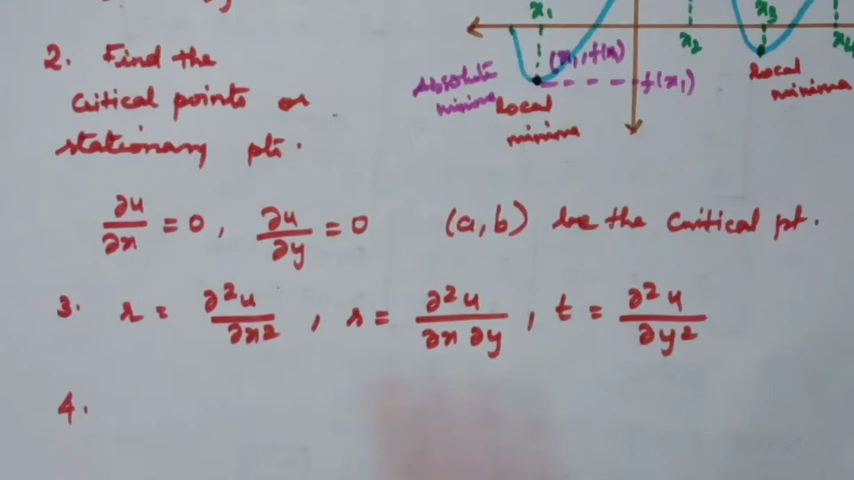 x₁
x₃
x₂
x₄
2. Find the
(x₁, f(x₁)
Local
minima
Absolute
minima
f(x₁)
critical points or
Local
minima
stationary pts.
∂u/∂x = 0, ∂u/∂y = 0 (a, b) be the critical pt.
3. r = ∂²u/∂x², s = ∂²u/∂x ∂y, t = ∂²u/∂y²
4.